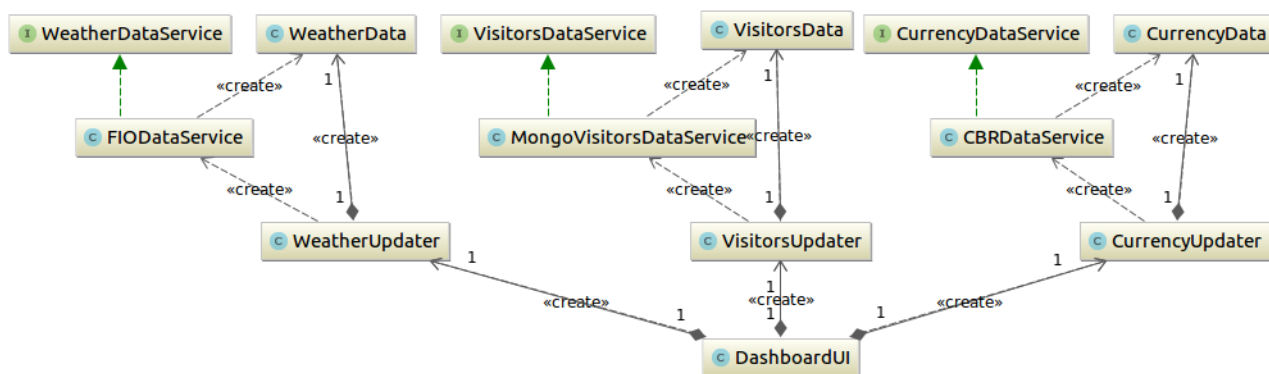 I WeatherDataService
C WeatherData
I VisitorsDataService
C VisitorsData
I CurrencyDataService
C CurrencyData
1
1
1
«create»
«create»
«create»
«create»
«create»
«create»
C FIODataService
C MongoVisitorsDataService
C CBRDataService
«create»
«create»
«create»
1
1
1
C WeatherUpdater
C VisitorsUpdater
C CurrencyUpdater
1
1
1
«create»
«create»
«create»
1
1
1
C DashboardUI